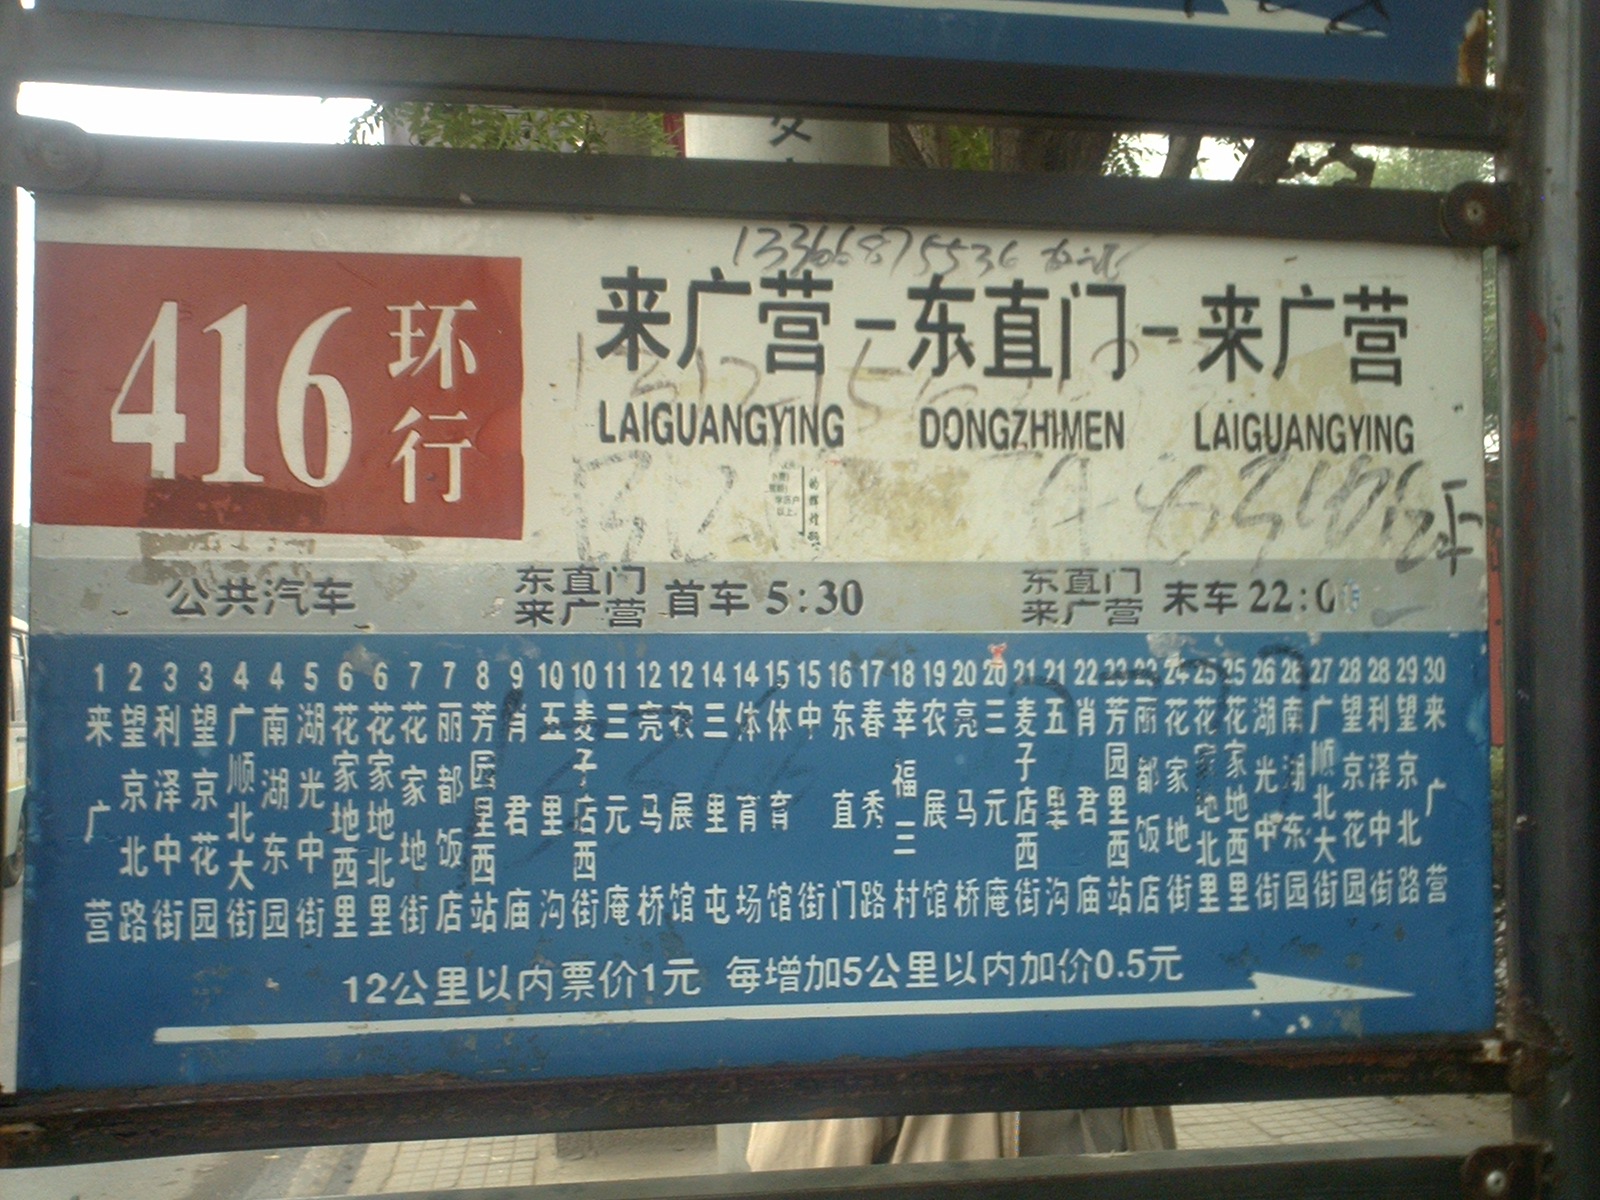 416 环行
来广营-东直门-来广营
LAIGUANGYING DONGZHIMEN LAIGUANGYING
公共汽车 东直门 来广营 首车 5:30 东直门 来广营 末车 22:0
1 来广营
2 望京北路
3 利泽中街
3 望京花园
4 广顺北大街
4 南湖东园
5 湖光中街
6 花家地西里
6 花家地北里
7 花家地街
7 丽都饭店
8 芳园里西站
9 肖君庙
10 五里沟
10 麦子店西街
11 三元庵
12 亮马桥
12 农展馆
14 三里屯
14 体育场
15 体育馆
15 中街
16 东直门
17 春秀路
18 幸福三村
19 农展馆
20 亮马桥
20 三元庵
21 麦子店西街
21 五里沟
22 肖君庙
23 芳园里西站
23 丽都饭店
24 花家地街
25 花家地北里
25 花家地西里
26 湖光中街
26 南湖东园
27 广顺北大街
28 望京花园
28 利泽中街
29 望京北路
30 来广营
12公里以内票价1元 每增加5公里以内加价0.5元